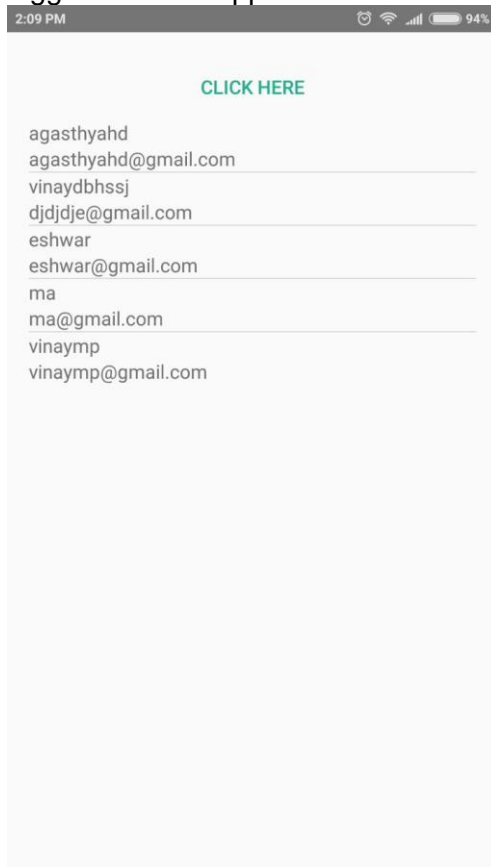 2:09 PM 94%
CLICK HERE
agasthyahd
agasthyahd@gmail.com
vinaydbhssj
djdjdje@gmail.com
eshwar
eshwar@gmail.com
ma
ma@gmail.com
vinaymp
vinaymp@gmail.com